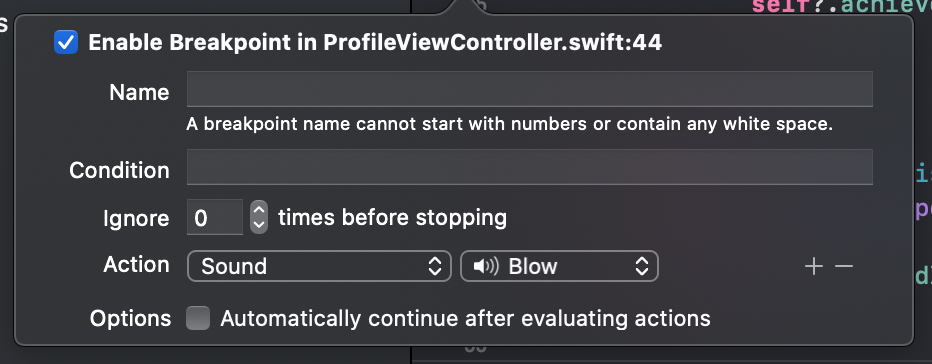 self?.achieve
s
Enable Breakpoint in ProfileViewController.swift:44
Name
A breakpoint name cannot start with numbers or contain any white space.
Condition
Ignore 0 times before stopping
Action Sound Blow
Options Automatically continue after evaluating actions